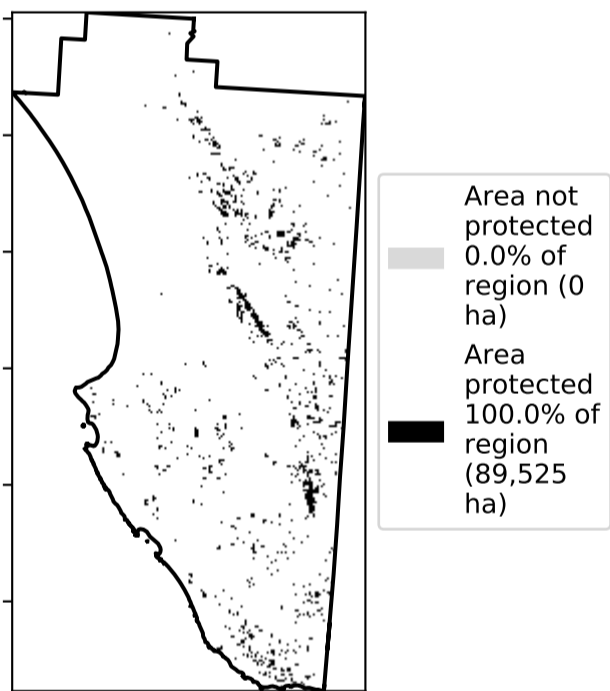 Area not
protected
0.0% of
region (0
ha)
Area
protected
100.0% of
region
(89,525
ha)